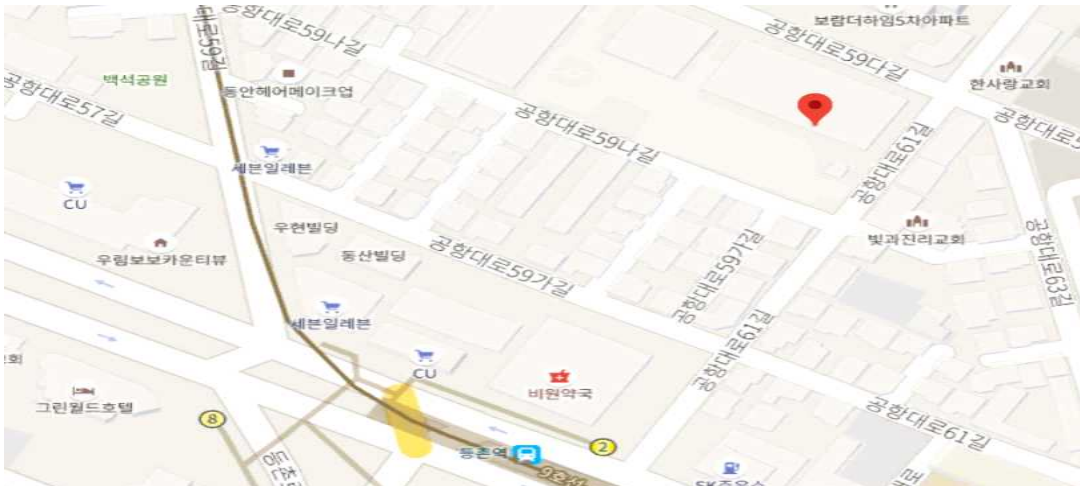 보람더하임5차아파트
공항대로59다길
한사랑교회
공항대로59나길
백석공원
동안헤어메이크업
공항대로57길
공항대로59나길
공항대로61길
세븐일레븐
CU
우현빌딩
우림보보카운티뷰
동산빌딩
공항대로59가길
공항대로59가길
빛과진리교회
공항대로63길
세븐일레븐
공항대로61길
CU
비원약국
그린월드호텔
공항대로61길
8
2
등촌역
9호선